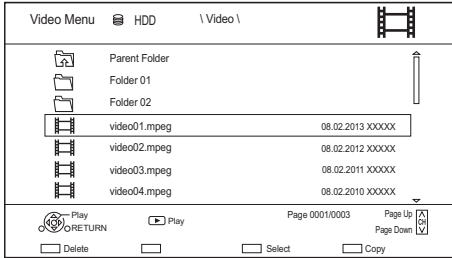 Video Menu HDD \ Video \
Parent Folder
Folder 01
Folder 02
video01.mpeg 08.02.2013 XXXXX
video02.mpeg 08.02.2012 XXXXX
video03.mpeg 08.02.2011 XXXXX
video04.mpeg 08.02.2010 XXXXX
Play Play Page 0001/0003 Page Up CH
RETURN Page Down
Delete Select Copy